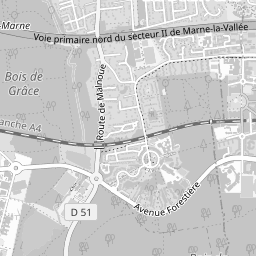 -Marne
Voie primaire nord du secteur II de Marne-la-Vallée
Bois de
Grâce
Route de Malnoue
anche A4
D 51
Avenue Forestière